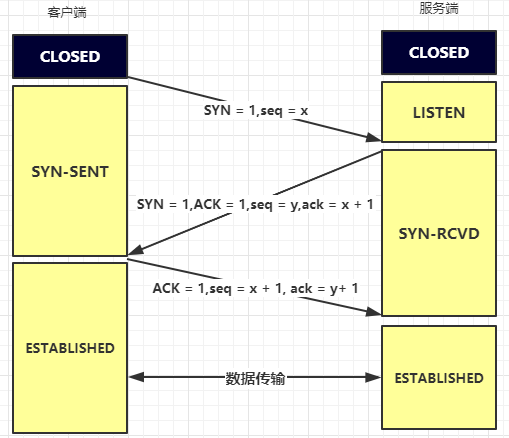 客户端
服务端
CLOSED
CLOSED
SYN = 1,seq = x
LISTEN
SYN-SENT
SYN = 1,ACK = 1,seq = y,ack = x + 1
SYN-RCVD
ACK = 1,seq = x + 1, ack = y+ 1
ESTABLISHED
数据传输
ESTABLISHED